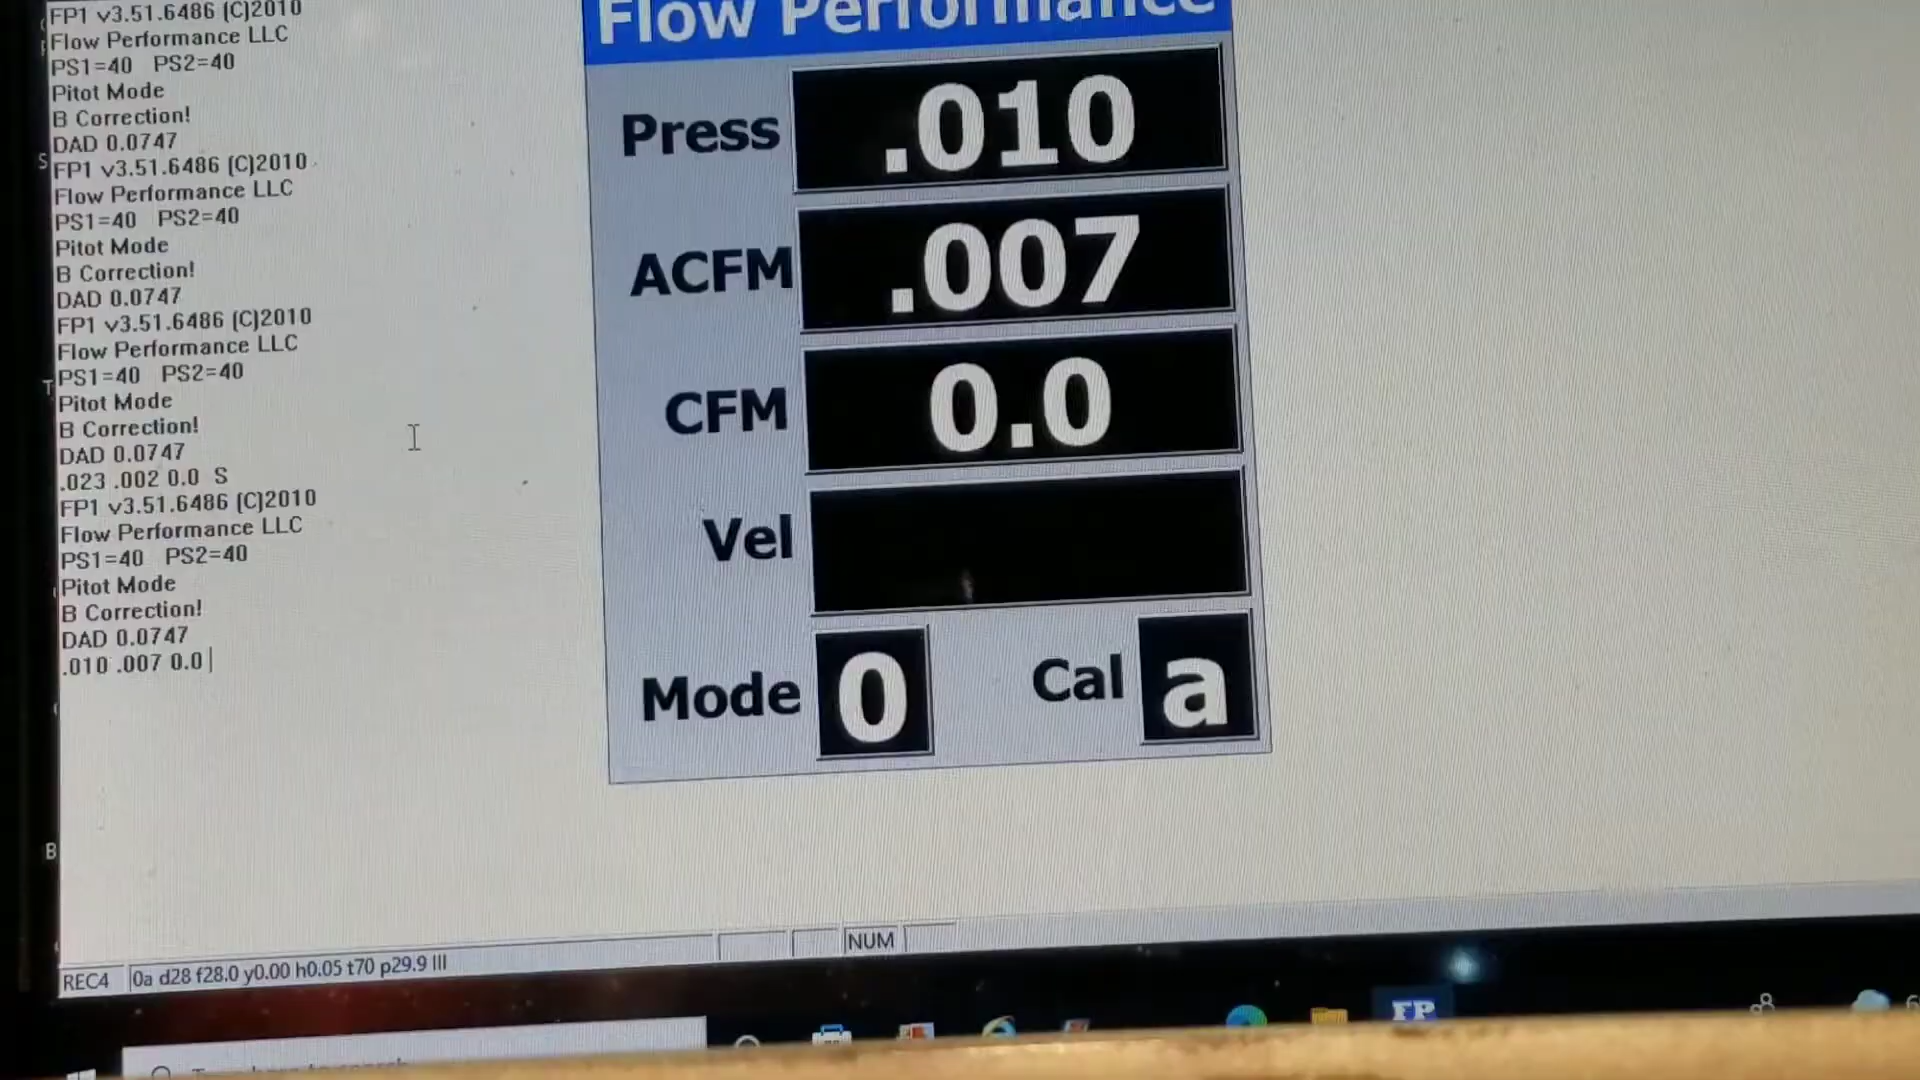 FP1 v3.51.6486 (C)2010
Flow Performance LLC
PS1=40 PS2=40
Pitot Mode
B Correction!
DAD 0.0747
FP1 v3.51.6486 (C)2010
Flow Performance LLC
PS1=40 PS2=40
Pitot Mode
B Correction!
DAD 0.0747
FP1 v3.51.6486 (C)2010
Flow Performance LLC
PS1=40 PS2=40
Pitot Mode
B Correction!
DAD 0.0747
.023 .002 0.0 S
FP1 v3.51.6486 (C)2010
Flow Performance LLC
PS1=40 PS2=40
Pitot Mode
B Correction!
DAD 0.0747
.010 .007 0.0
Flow Performance
Press .010
ACFM .007
CFM 0.0
Vel
Mode 0 Cal a
S
T
B
NUM
REC4 0a d28 f28.0 y0.00 h0.05 t70 p29.9 III
FP